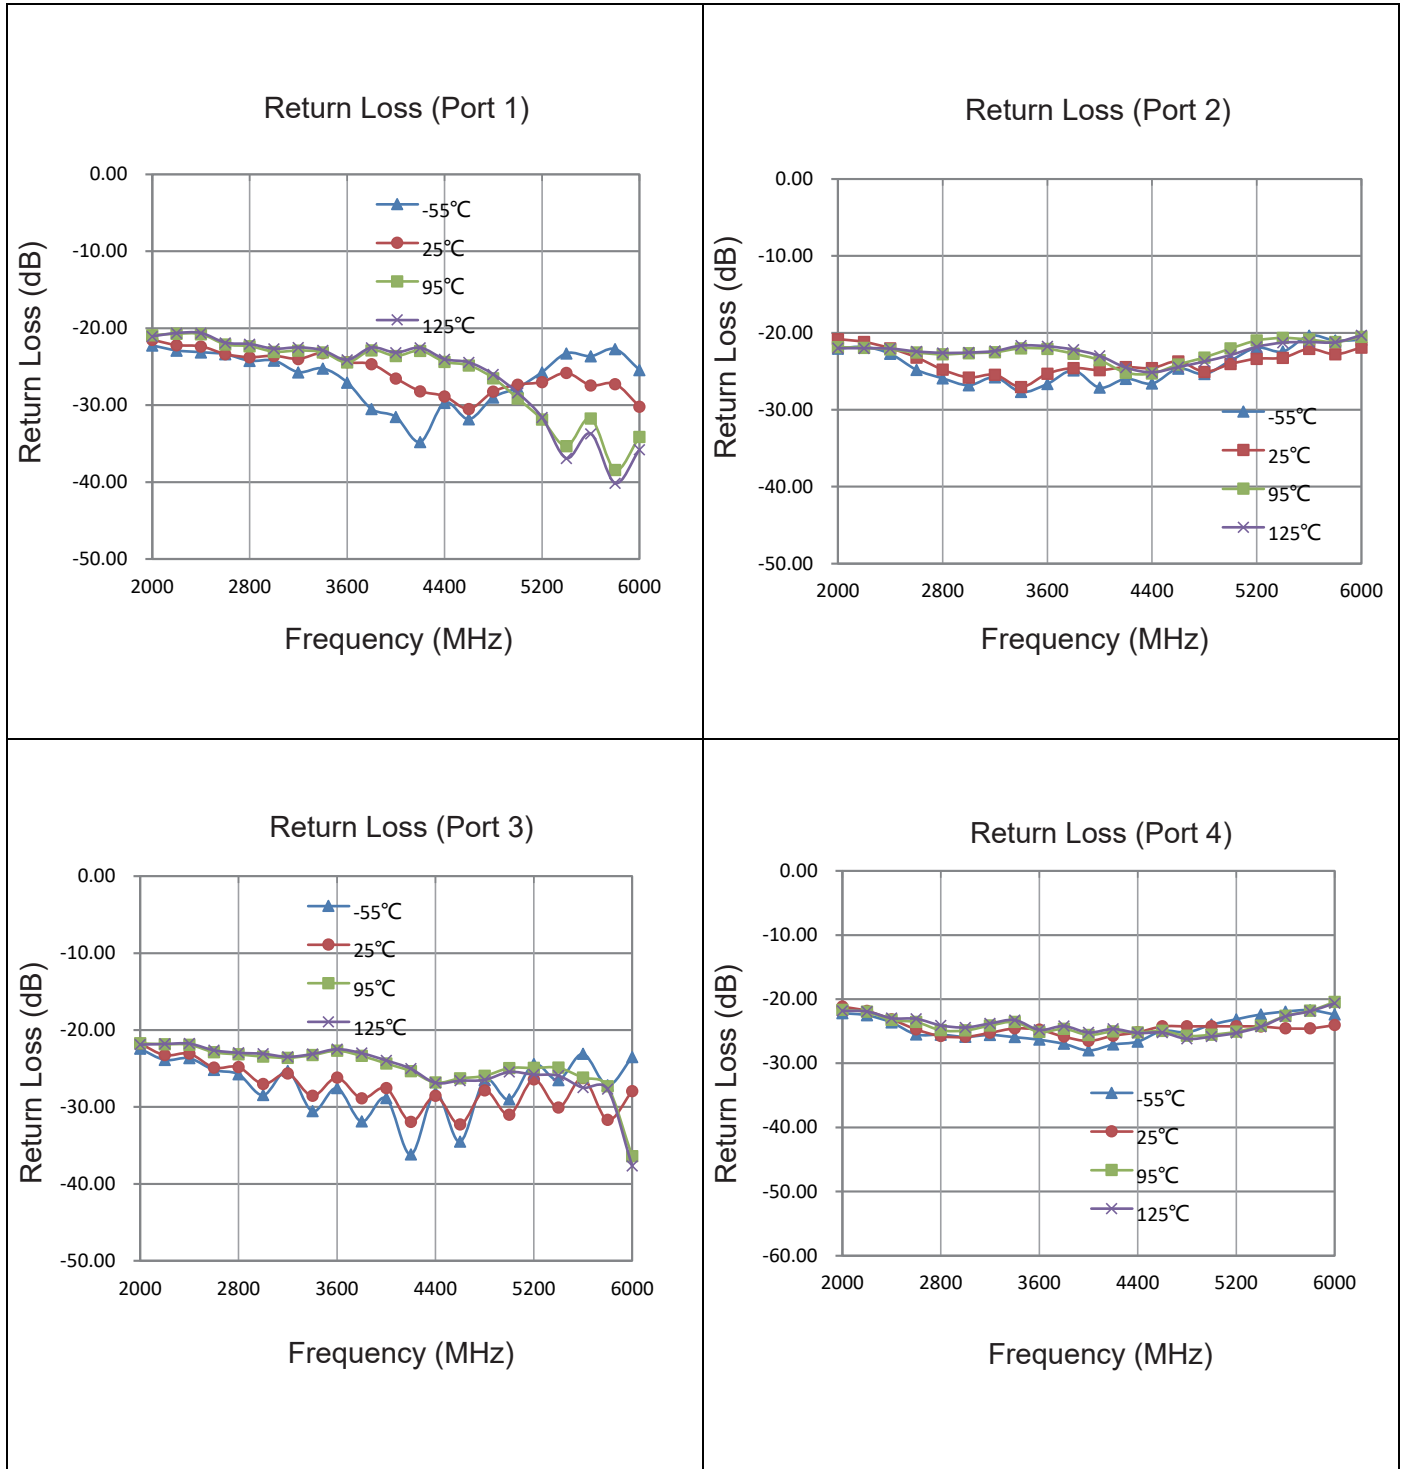 Return Loss (Port 1)
0.00
-10.00
-20.00
-30.00
-40.00
-50.00
Return Loss (dB)
-55℃
25℃
95℃
125℃
2000 2800 3600 4400 5200 6000
Frequency (MHz)
Return Loss (Port 2)
0.00
-10.00
-20.00
-30.00
-40.00
-50.00
Return Loss (dB)
-55℃
25℃
95℃
125℃
2000 2800 3600 4400 5200 6000
Frequency (MHz)
Return Loss (Port 3)
0.00
-10.00
-20.00
-30.00
-40.00
-50.00
Return Loss (dB)
-55℃
25℃
95℃
125℃
2000 2800 3600 4400 5200 6000
Frequency (MHz)
Return Loss (Port 4)
0.00
-10.00
-20.00
-30.00
-40.00
-50.00
-60.00
Return Loss (dB)
-55℃
25℃
95℃
125℃
2000 2800 3600 4400 5200 6000
Frequency (MHz)